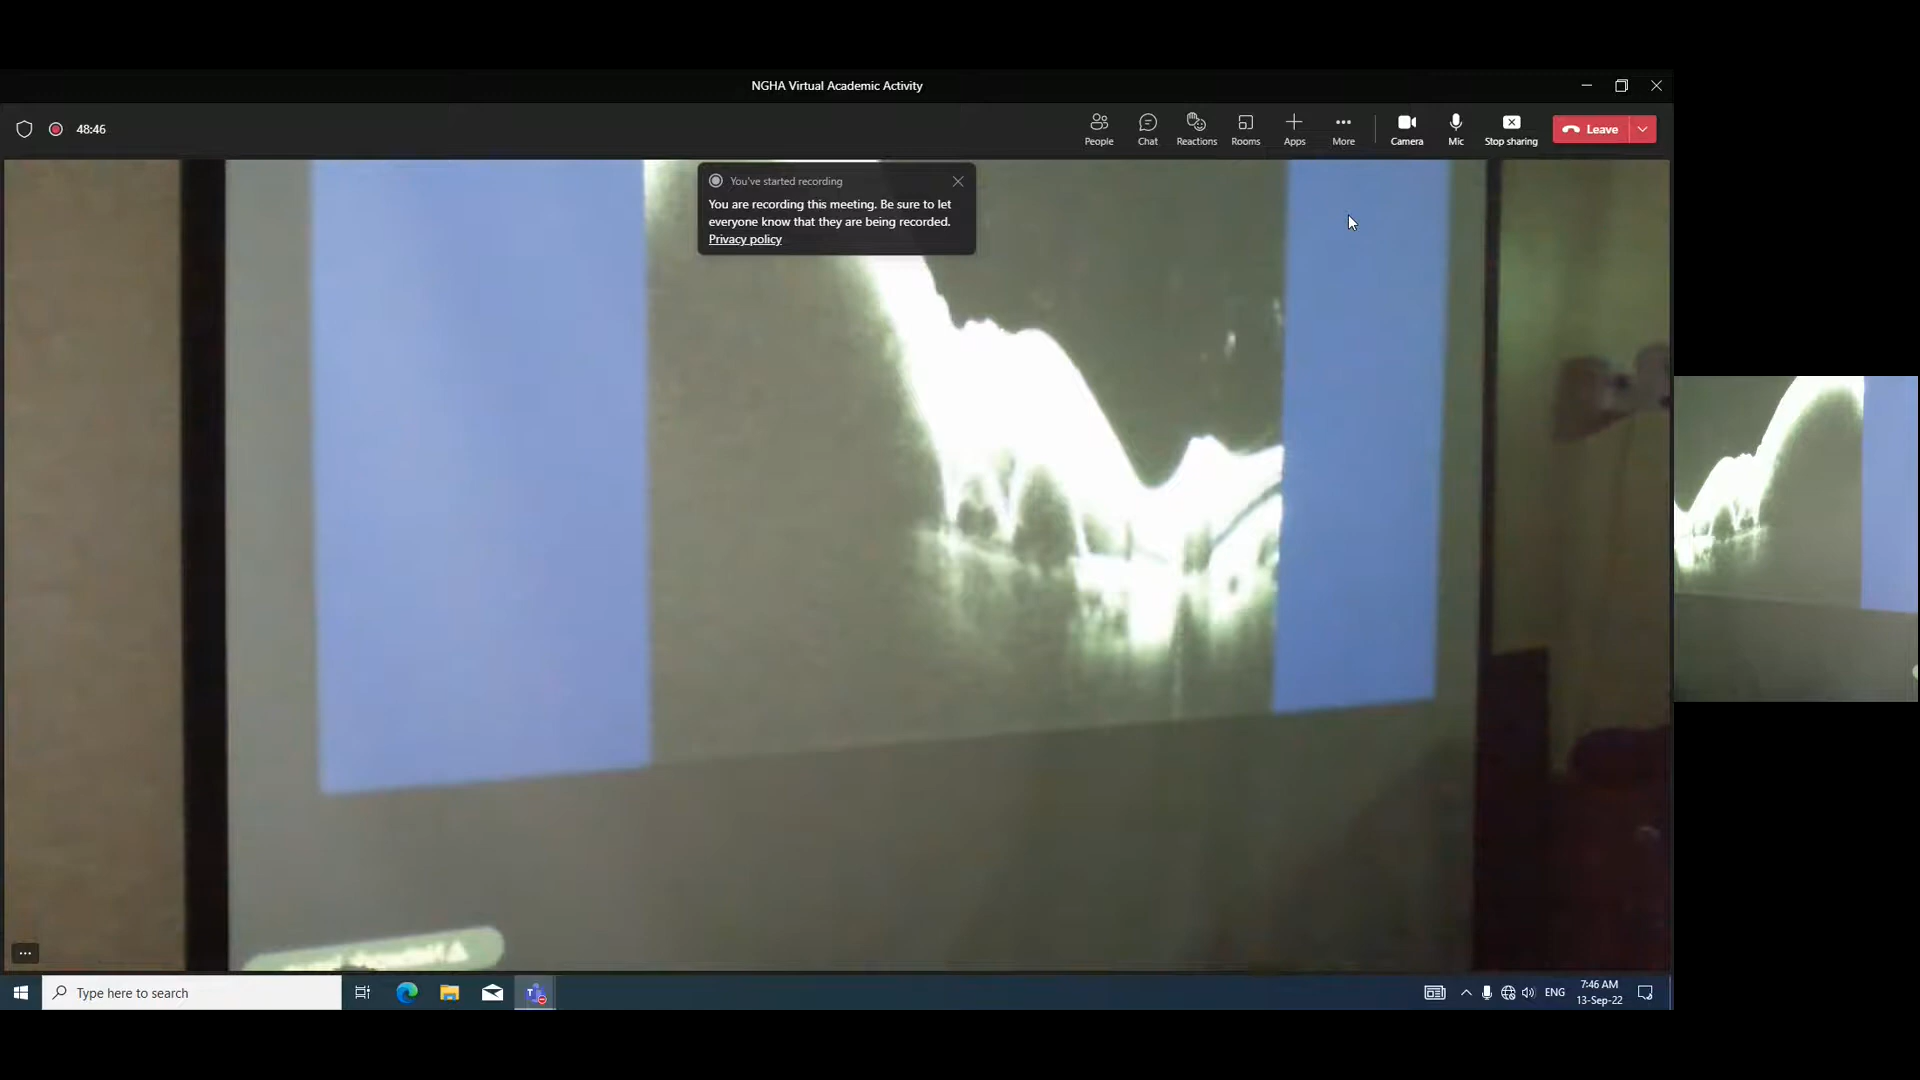 NGHA Virtual Academic Activity
48:46
People
Chat
Reactions
Rooms
Apps
More
Camera
Mic
Stop sharing
Leave
You've started recording
You are recording this meeting. Be sure to let
everyone know that they are being recorded.
Privacy policy
Type here to search
ENG
7:46 AM
13-Sep-22